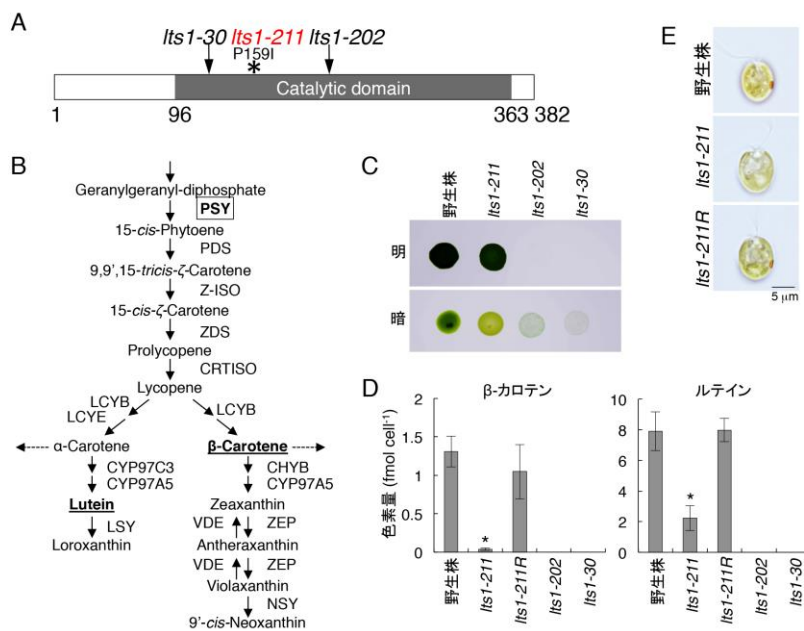 A
lts1-30 lts1-211 lts1-202
P159I
*
Catalytic domain
1 96 363 382
B
Geranylgeranyl-diphosphate
PSY
15-cis-Phytoene
PDS
9,9',15-tricis-ζ-Carotene
Z-ISO
15-cis-ζ-Carotene
ZDS
Prolycopene
CRTISO
Lycopene
LCYB
LCYE
LCYB
α-Carotene
β-Carotene
CYP97C3
CYP97A5
CHYB
CYP97A5
Lutein
Zeaxanthin
LSY
VDE ZEP
Loroxanthin
Antheraxanthin
VDE ZEP
Violaxanthin
NSY
9'-cis-Neoxanthin
C
野生株 lts1-211 lts1-202 lts1-30
明
暗
D
β-カロテン
色素量 (fmol cell-1)
2
1.5
1
0.5
0
*
野生株 lts1-211 lts1-211R lts1-202 lts1-30
ルテイン
10
8
6
4
2
0
*
野生株 lts1-211 lts1-211R lts1-202 lts1-30
E
野生株
lts1-211
lts1-211R
5 μm